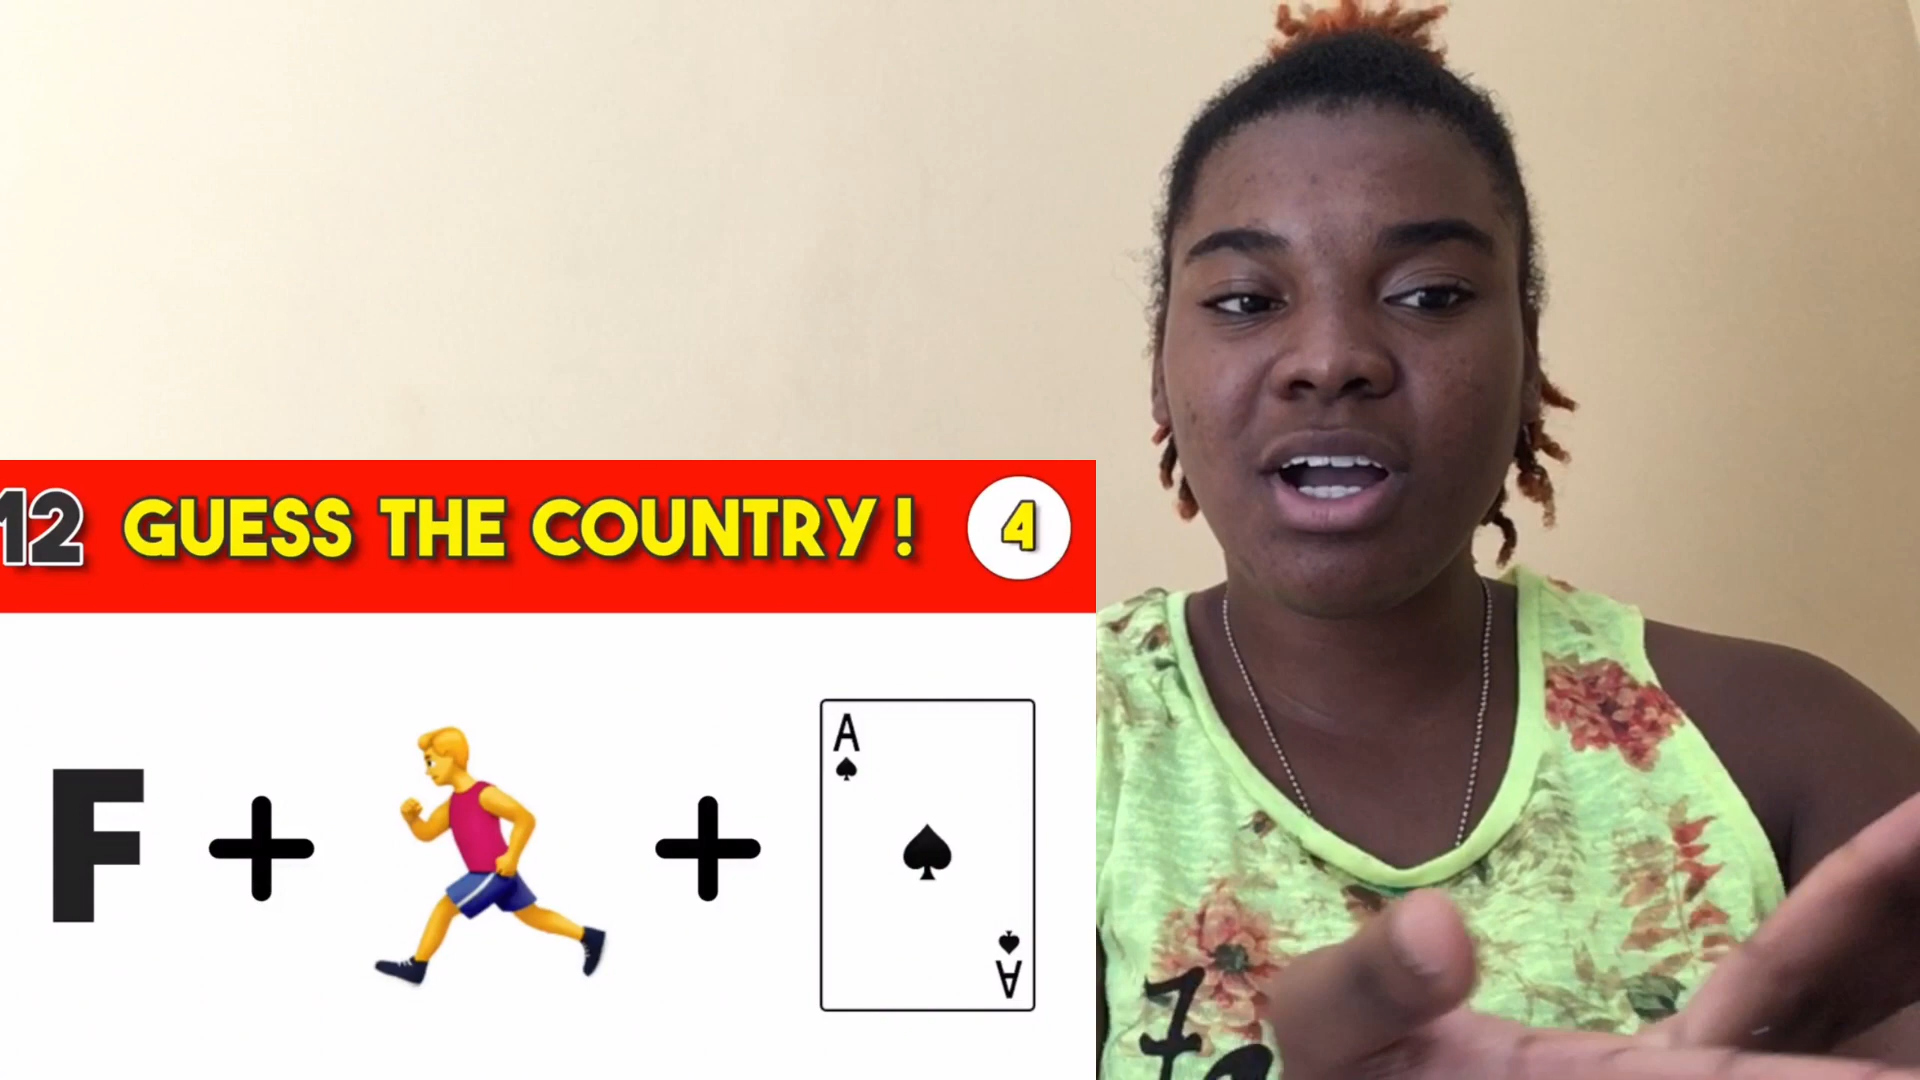 12 GUESS THE COUNTRY! 4
F + +
A
A